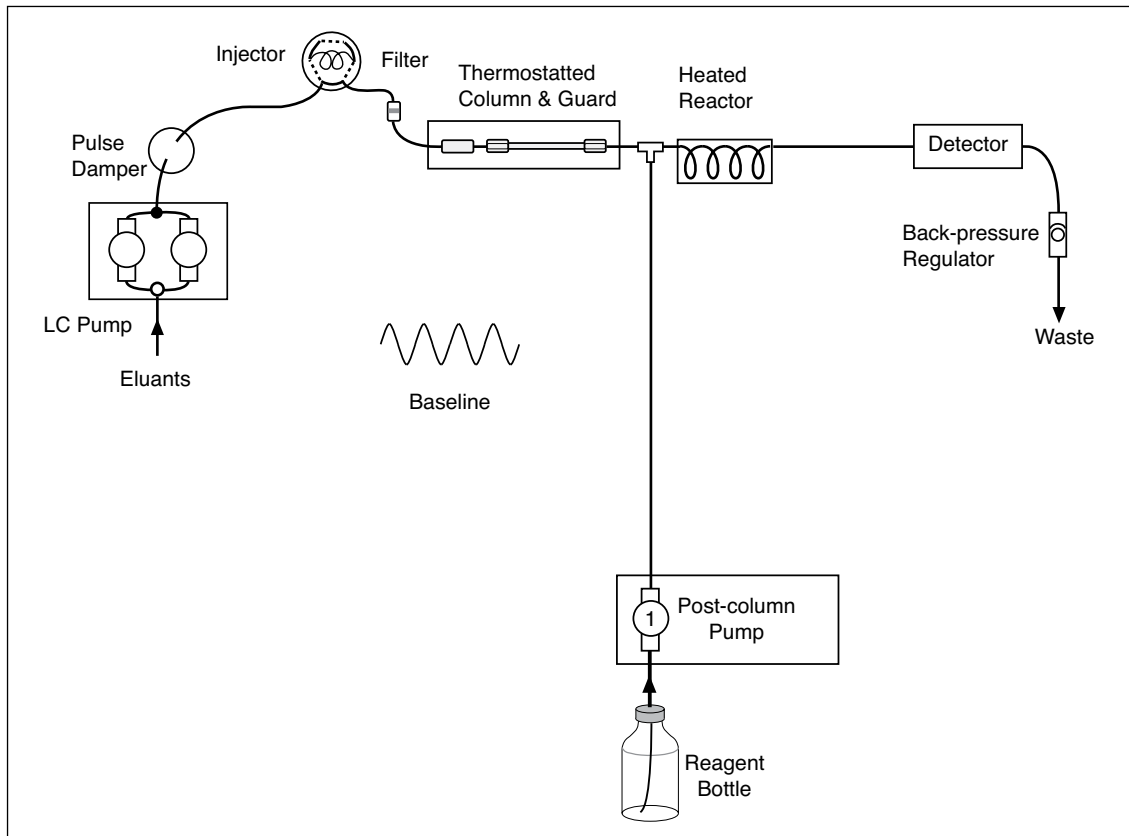 Injector
Filter
Thermostatted
Column & Guard
Heated
Reactor
Pulse
Damper
Detector
Back-pressure
Regulator
LC Pump
Waste
Eluants
Baseline
1
Post-column
Pump
Reagent
Bottle